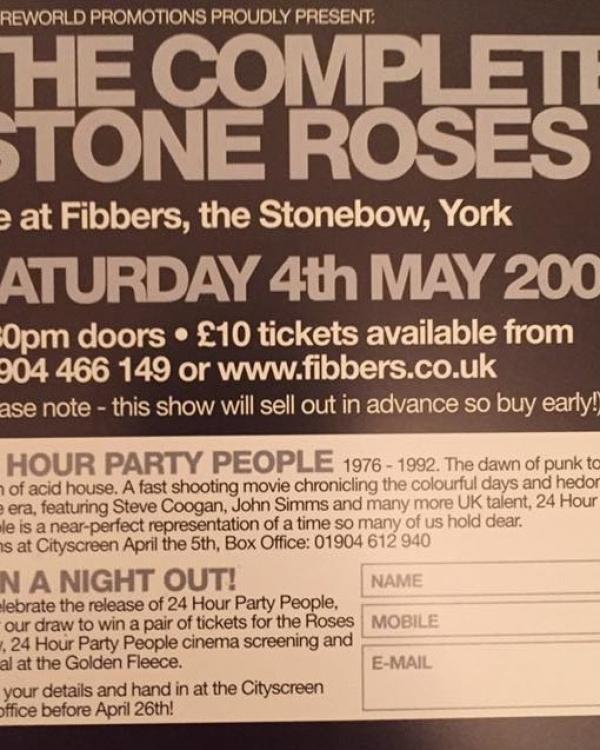 REWORLD PROMOTIONS PROUDLY PRESENT:
THE COMPLETE
STONE ROSES
e at Fibbers, the Stonebow, York
ATURDAY 4th MAY 200
30pm doors • £10 tickets available from
904 466 149 or www.fibbers.co.uk
ase note - this show will sell out in advance so buy early!)
HOUR PARTY PEOPLE 1976 - 1992. The dawn of punk to
n of acid house. A fast shooting movie chronicling the colourful days and hedon
e era, featuring Steve Coogan, John Simms and many more UK talent, 24 Hour
le is a near-perfect representation of a time so many of us hold dear.
ns at Cityscreen April the 5th, Box Office: 01904 612 940
N A NIGHT OUT!
elebrate the release of 24 Hour Party People,
our draw to win a pair of tickets for the Roses
, 24 Hour Party People cinema screening and
al at the Golden Fleece.
your details and hand in at the Cityscreen
office before April 26th!
NAME
MOBILE
E-MAIL